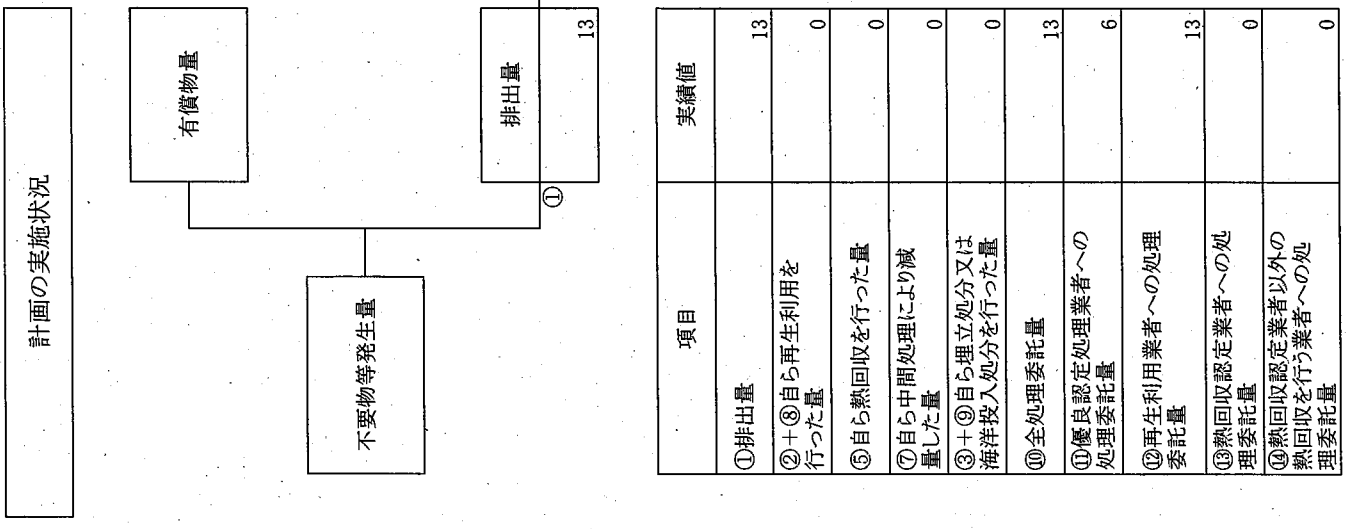 計画の実施状況
有償物量
不要物等発生量
①
排出量
13
項目
実績値
①排出量
13
②+⑧自ら再生利用を
行った量
0
⑤自ら熱回収を行った量
0
⑦自ら中間処理により減
量した量
0
③+⑨自ら埋立処分又は
海洋投入処分を行った量
0
⑩全処理委託量
13
⑪優良認定処理業者への
処理委託量
6
⑫再生利用業者への処理
委託量
13
⑬熱回収認定業者への処
理委託量
0
⑭熱回収認定業者以外の
熱回収を行う業者への処
理委託量
0